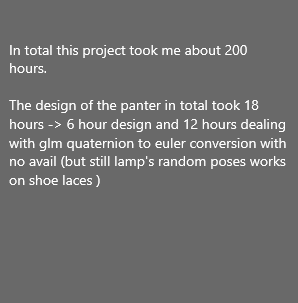 In total this project took me about 200
hours.
The design of the panter in total took 18
hours -> 6 hour design and 12 hours dealing
with glm quaternion to euler conversion with
no avail (but still lamp's random poses works
on shoe laces )